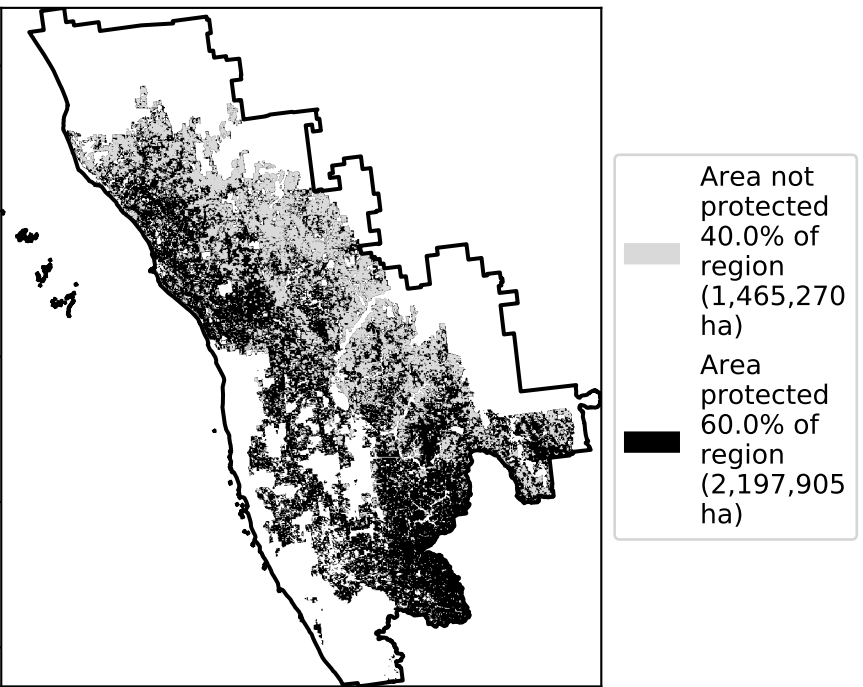 Area not
protected
40.0% of
region
(1,465,270
ha)
Area
protected
60.0% of
region
(2,197,905
ha)